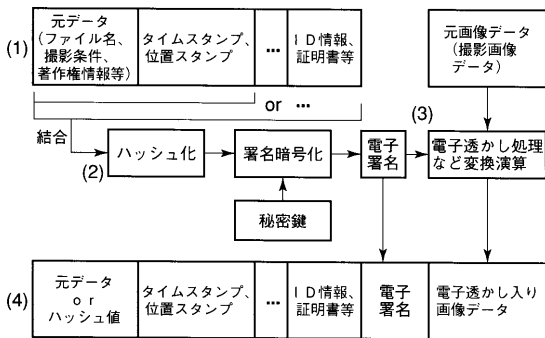 元データ
(ファイル名、
撮影条件、
著作権情報等)
タイムスタンプ、
位置スタンプ
…
ID情報、
証明書等
元画像データ
(撮影画像
データ)
(1)
or …
(3)
結合
(2)
ハッシュ化
署名暗号化
電子
署名
電子透かし処理
など変換演算
秘密鍵
(4)
元データ
or
ハッシュ値
タイムスタンプ、
位置スタンプ
…
ID情報、
証明書等
電子
署名
電子透かし入り
画像データ